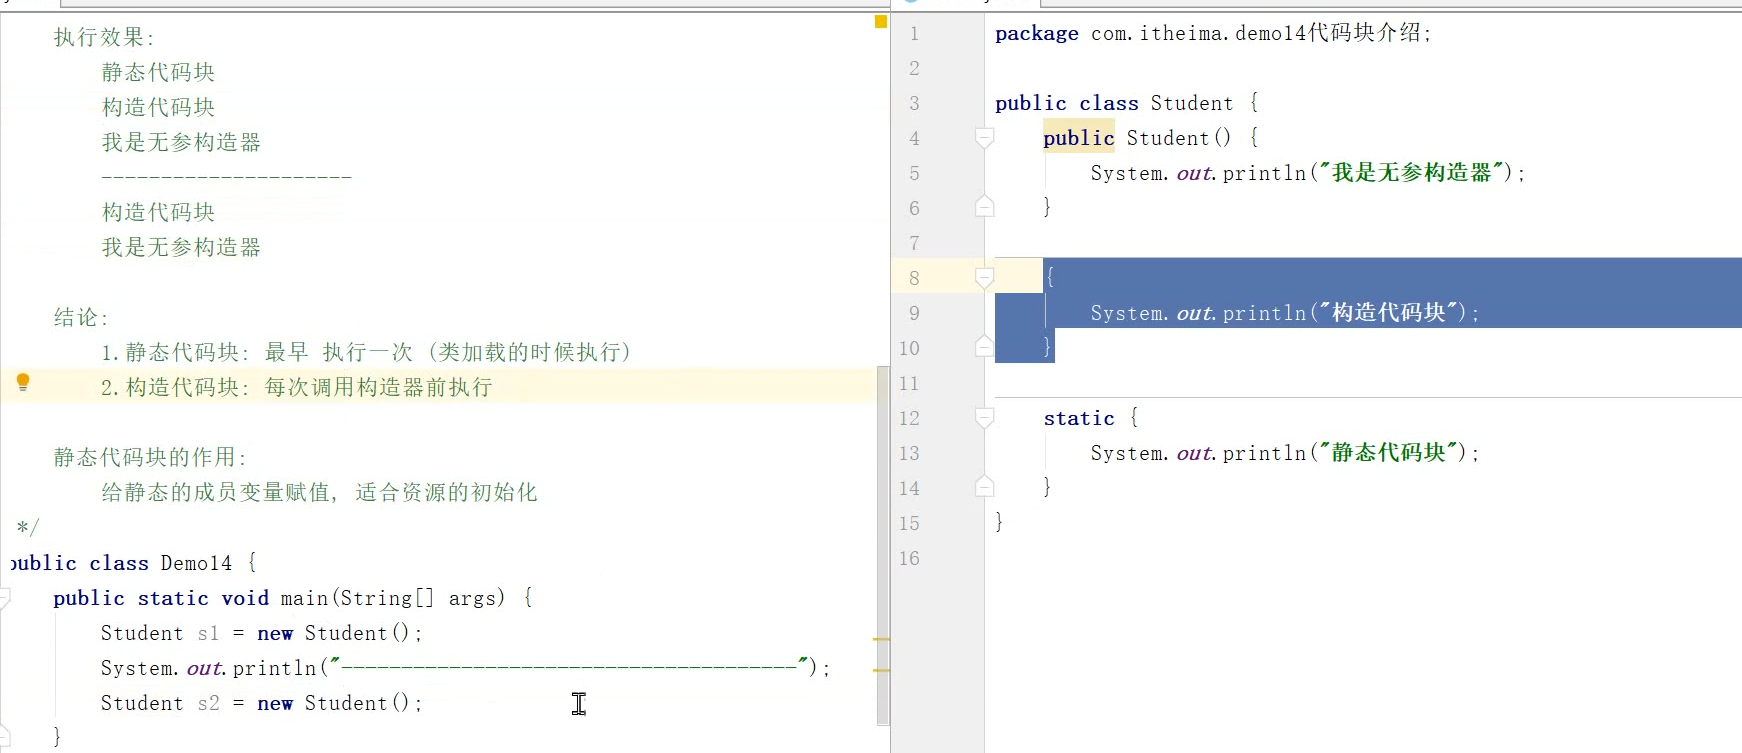 执行效果:
静态代码块
构造代码块
我是无参构造器
---------------------
构造代码块
我是无参构造器
结论:
1.静态代码块: 最早 执行一次 (类加载的时候执行)
2.构造代码块: 每次调用构造器前执行
静态代码块的作用:
给静态的成员变量赋值, 适合资源的初始化
*/
public class Demo14 {
public static void main(String[] args) {
Student s1 = new Student();
System.out.println("--------------------------------------");
Student s2 = new Student();
}
1 package com.itheima.demo14代码块介绍;
2
3 public class Student {
4 public Student() {
5 System.out.println("我是无参构造器");
6 }
7
8 {
9 System.out.println("构造代码块");
10 }
11
12 static {
13 System.out.println("静态代码块");
14 }
15 }
16